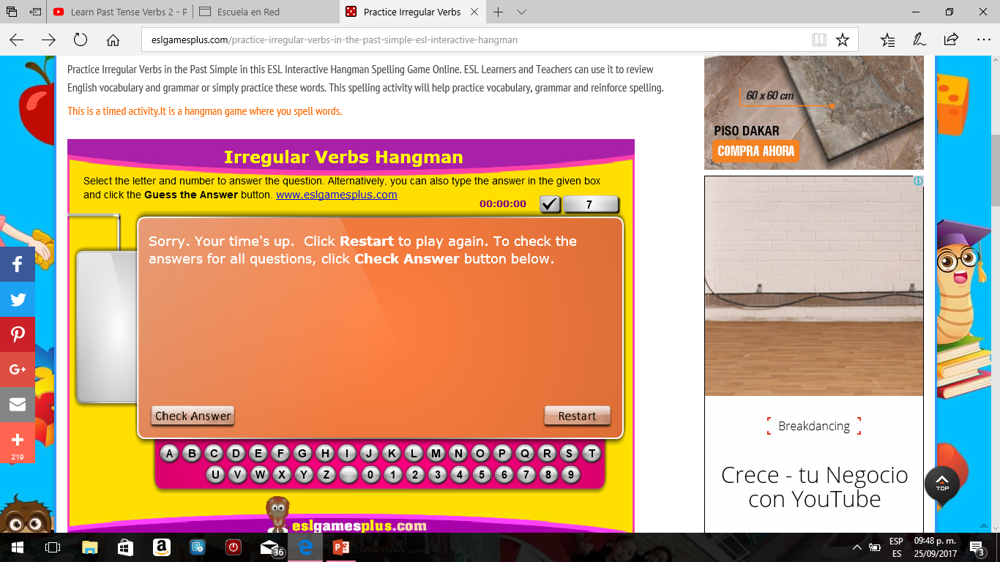 Learn Past Tense Verbs 2 - P
Escuela en Red
Practice Irregular Verbs
eslgamesplus.com/practice-irregular-verbs-in-the-past-simple-esl-interactive-hangman
Practice Irregular Verbs in the Past Simple in this ESL Interactive Hangman Spelling Game Online. ESL Learners and Teachers can use it to review
English vocabulary and grammar or simply practice these words. This spelling activity will help practice vocabulary, grammar and reinforce spelling.
This is a timed activity.It is a hangman game where you spell words.
Irregular Verbs Hangman
Select the letter and number to answer the question. Alternatively, you can also type the answer in the given box
and click the Guess the Answer button. www.eslgamesplus.com
00:00:00
7
Sorry. Your time's up. Click Restart to play again. To check the
answers for all questions, click Check Answer button below.
Check Answer
Restart
A B C D E F G H I J K L M N O P Q R S T
U V W X Y Z 0 1 2 3 4 5 6 7 8 9
eslgamesplus.com
G+
219
60 x 60 cm
PISO DAKAR
COMPRA AHORA
Breakdancing
Crece - tu Negocio
con YouTube
TOP
36
ESP
ES
09:48 p. m.
25/09/2017
3